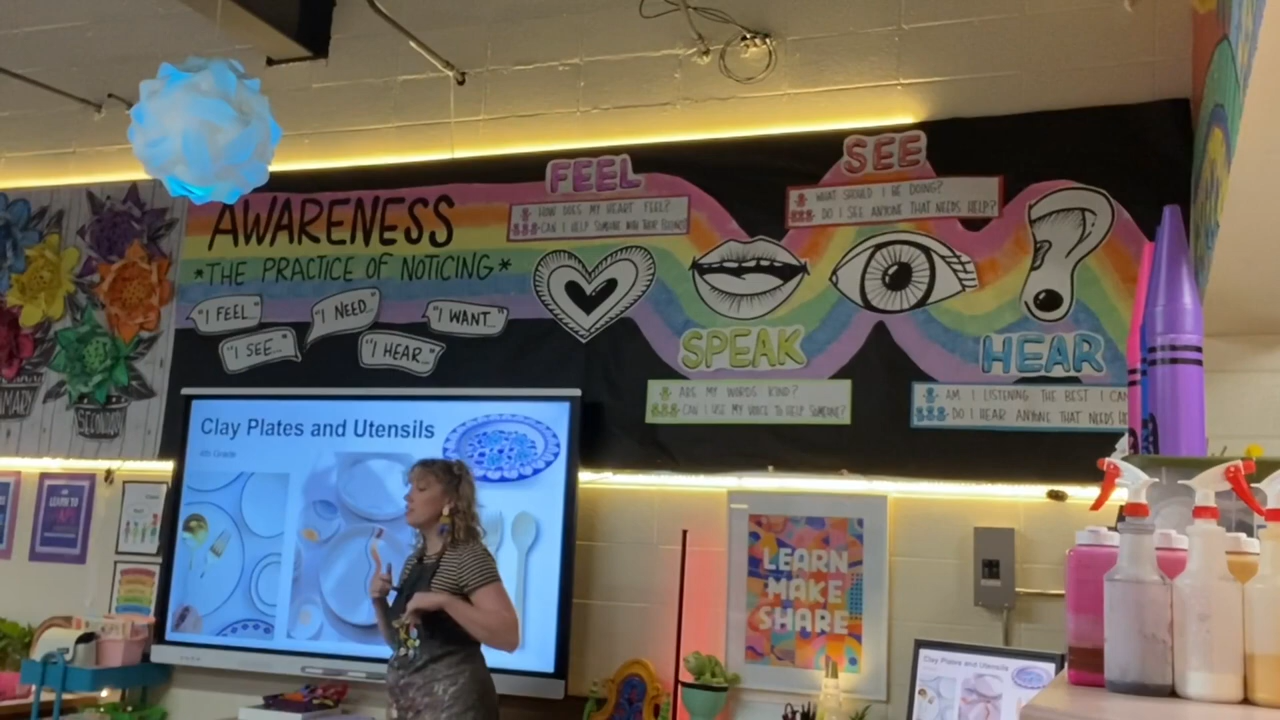 AWARENESS
*THE PRACTICE OF NOTICING*
"I FEEL..."
"I NEED..."
"I WANT..."
"I SEE..."
"I HEAR..."
FEEL
HOW DOES MY HEART FEEL?
CAN I HELP SOMEONE WITH THEIR FEELINGS?
SEE
WHAT SHOULD I BE DOING?
DO I SEE ANYONE THAT NEEDS HELP?
SPEAK
ARE MY WORDS KIND?
CAN I USE MY VOICE TO HELP SOMEONE?
HEAR
AM I LISTENING THE BEST I CAN
DO I HEAR ANYONE THAT NEEDS
SECONDARY
Clay Plates and Utensils
4th Grade
LEARN
MAKE
SHARE
Clay Plates and Utensils